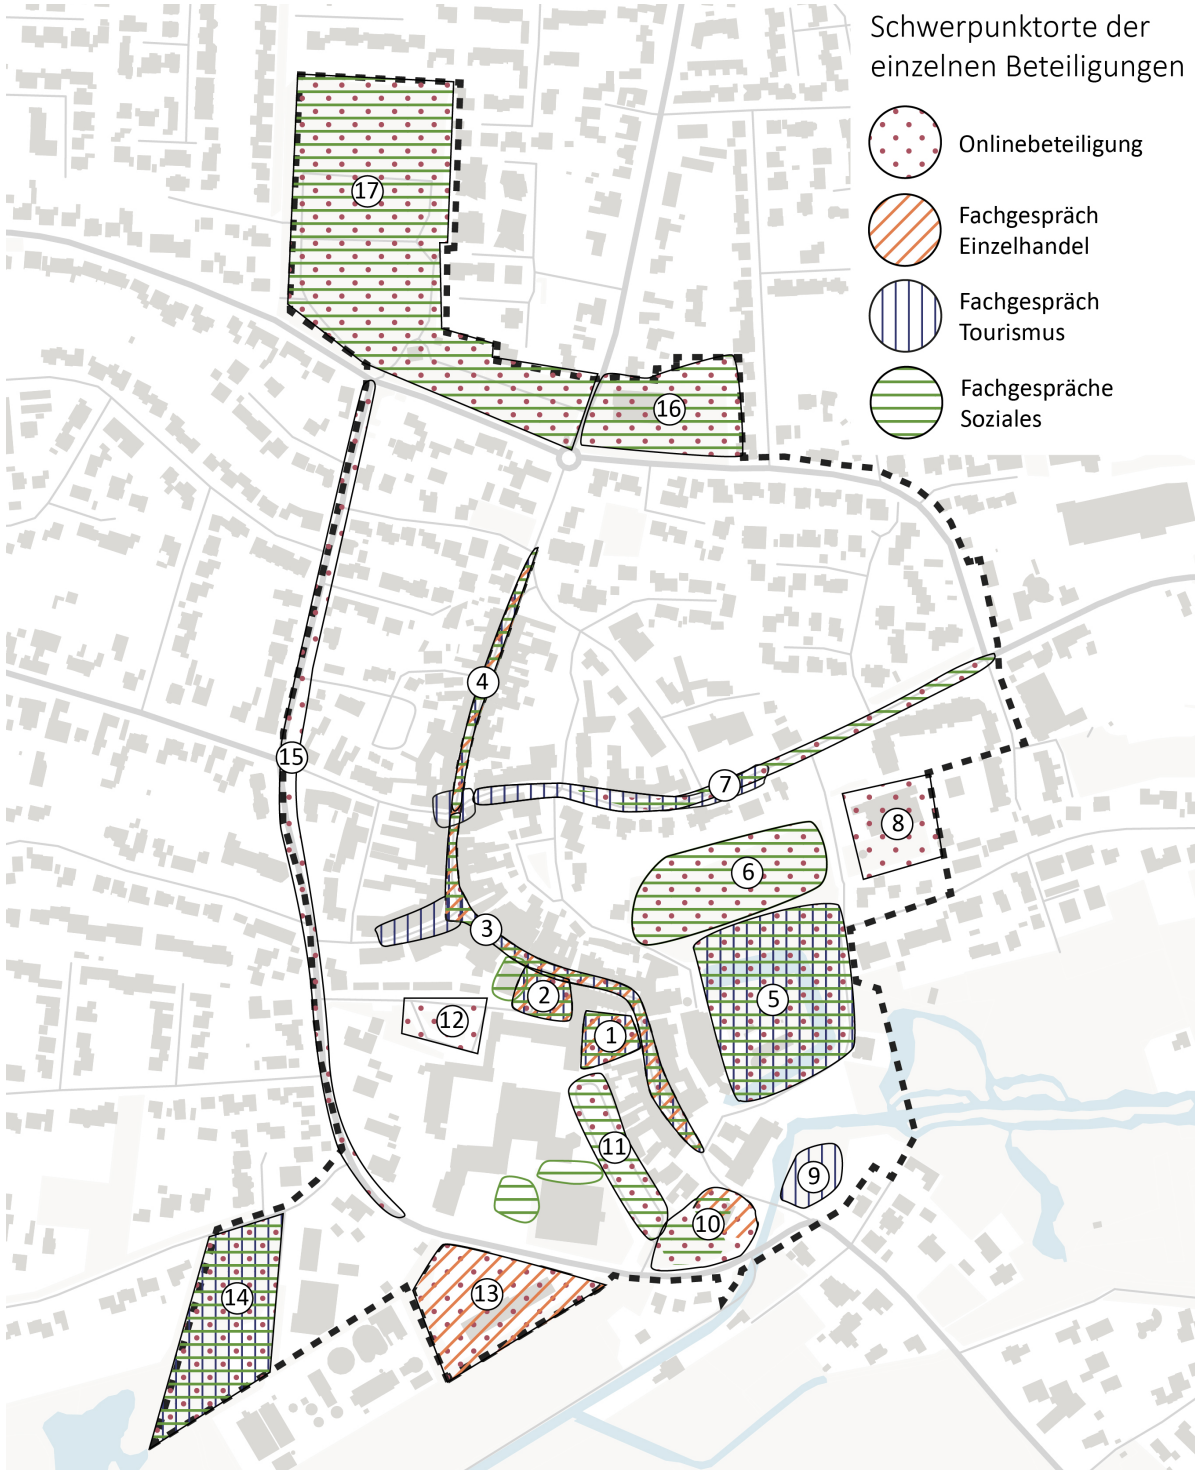 Schwerpunktorte der
einzelnen Beteiligungen
Onlinebeteiligung
Fachgespräch
Einzelhandel
Fachgespräch
Tourismus
Fachgespräche
Soziales
17
16
4
15
7
8
6
3
2
5
12
1
11
9
10
14
13